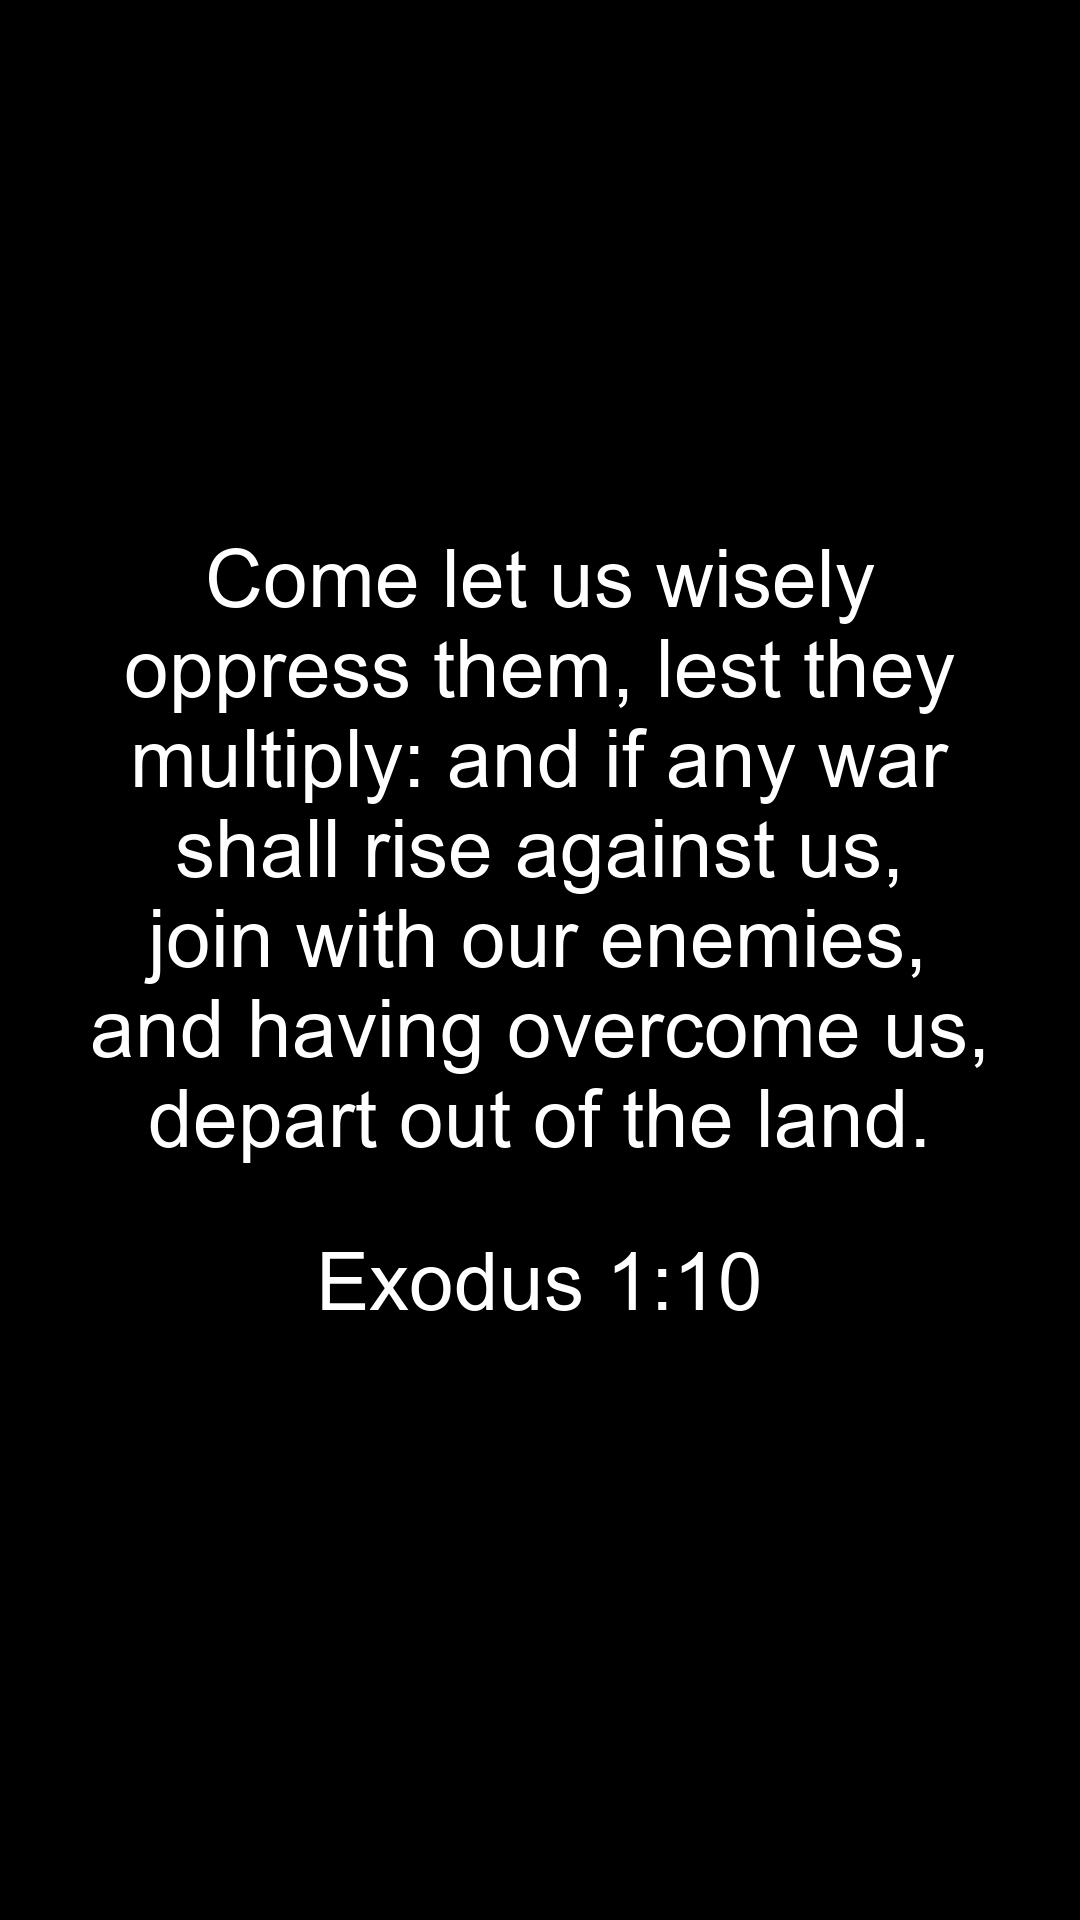 Come let us wisely
oppress them, lest they
multiply: and if any war
shall rise against us,
join with our enemies,
and having overcome us,
depart out of the land.
Exodus 1:10